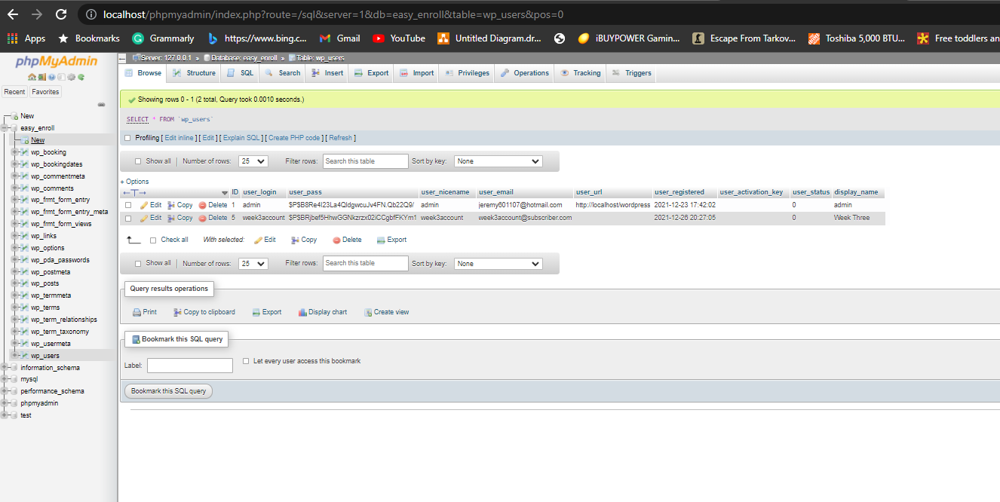 localhost/phpmyadmin/index.php?route=/sql&server=1&db=easy_enroll&table=wp_users&pos=0
Apps Bookmarks Grammarly https://www.bing.c... Gmail YouTube Untitled Diagram.dr... iBUYPOWER Gamin... Escape From Tarkov... Toshiba 5,000 BTU... Free toddlers an
phpMyAdmin
Recent Favorites
New
easy_enroll
New
wp_booking
wp_bookingdates
wp_commentmeta
wp_comments
wp_frmt_form_entry
wp_frmt_form_entry_meta
wp_frmt_form_views
wp_links
wp_options
wp_pda_passwords
wp_postmeta
wp_posts
wp_termmeta
wp_terms
wp_term_relationships
wp_term_taxonomy
wp_usermeta
wp_users
information_schema
mysql
performance_schema
phpmyadmin
test
Server: 127.0.0.1 » Database: easy_enroll » Table: wp_users
Browse Structure SQL Search Insert Export Import Privileges Operations Tracking Triggers
Showing rows 0 - 1 (2 total, Query took 0.0010 seconds.)
SELECT * FROM `wp_users`
Profiling [ Edit inline ] [ Edit ] [ Explain SQL ] [ Create PHP code ] [ Refresh ]
Show all Number of rows: 25 Filter rows: Search this table Sort by key: None
+ Options
←T→ ID user_login user_pass user_nicename user_email user_url user_registered user_activation_key user_status display_name
Edit Copy Delete 1 admin $P$B8Re4I23La4QIdgwcuJv4FN.Qb22Q9/ admin jeremy601107@hotmail.com http://localhost/wordpress 2021-12-23 17:42:02 0 admin
Edit Copy Delete 5 week3account $P$BRjbef5HhwGGNkzrzx02iCCgbfFKYm1 week3account week3account@subscriber.com 2021-12-28 20:27:05 0 Week Three
Check all With selected: Edit Copy Delete Export
Show all Number of rows: 25 Filter rows: Search this table Sort by key: None
Query results operations
Print Copy to clipboard Export Display chart Create view
Bookmark this SQL query
Label: Let every user access this bookmark
Bookmark this SQL query